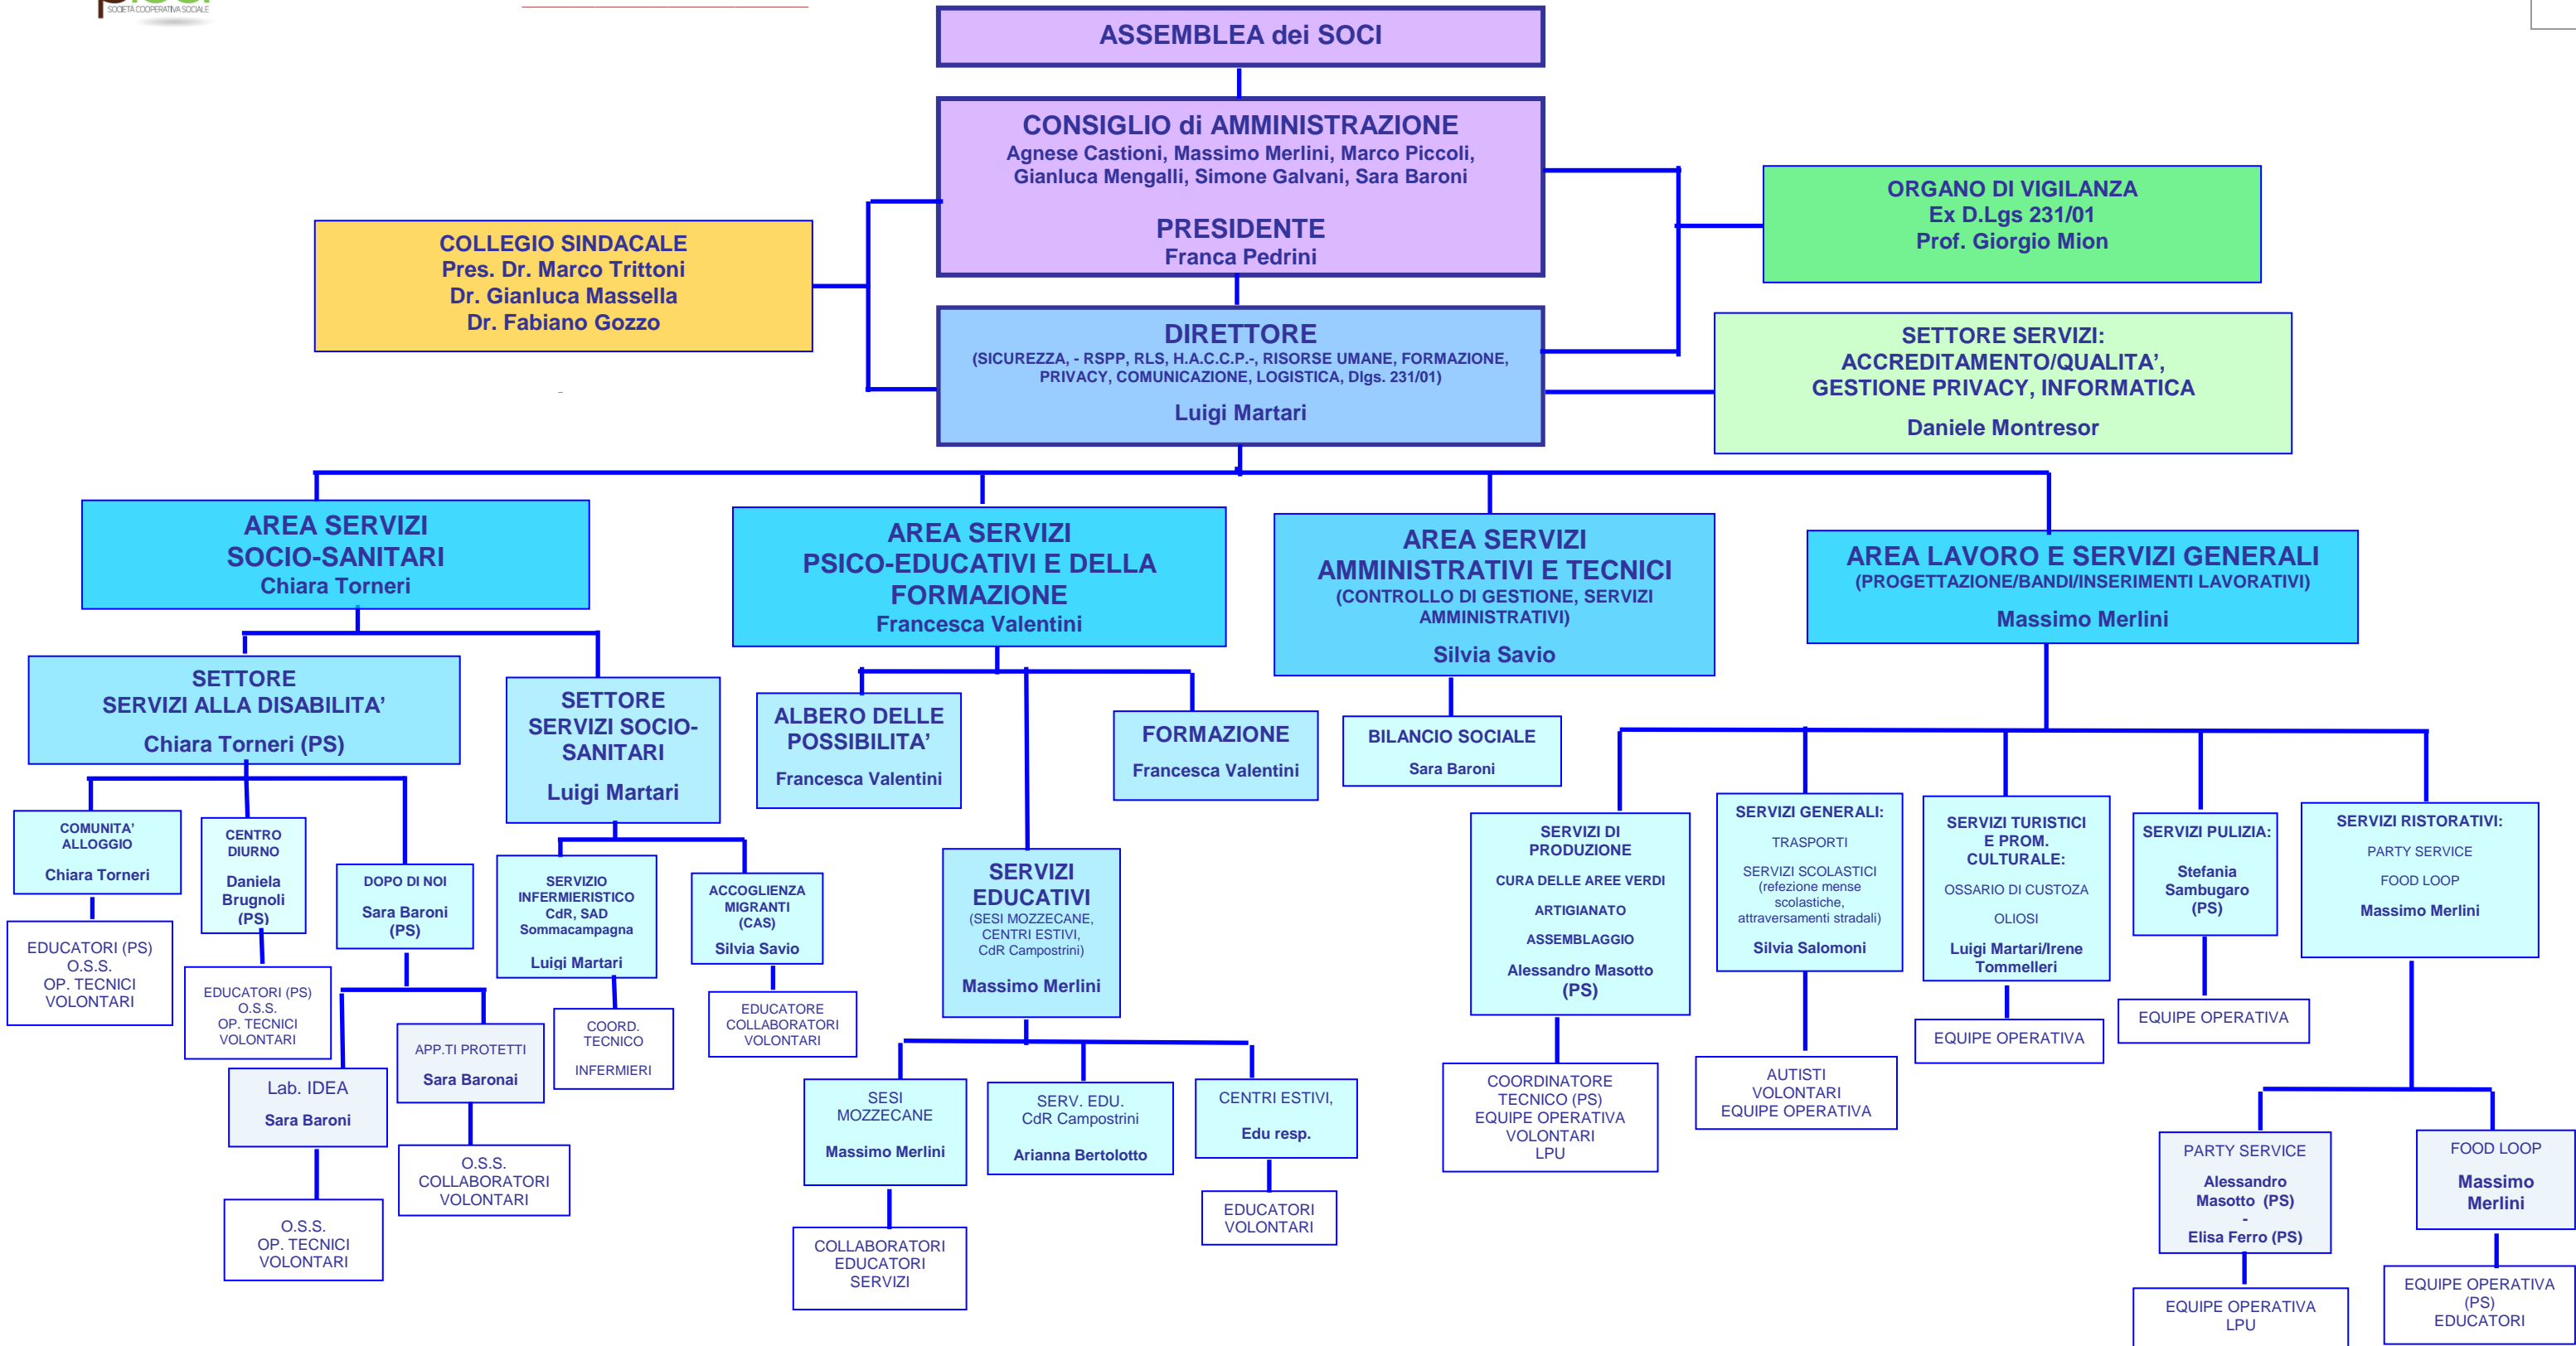 SOCIETÀ COOPERATIVA SOCIALE
ASSEMBLEA dei SOCI
CONSIGLIO di AMMINISTRAZIONE
Agnese Castioni, Massimo Merlini, Marco Piccoli,
Gianluca Mengalli, Simone Galvani, Sara Baroni
PRESIDENTE
Franca Pedrini
COLLEGIO SINDACALE
Pres. Dr. Marco Trittoni
Dr. Gianluca Massella
Dr. Fabiano Gozzo
ORGANO DI VIGILANZA
Ex D.Lgs 231/01
Prof. Giorgio Mion
DIRETTORE
(SICUREZZA, - RSPP, RLS, H.A.C.C.P.-, RISORSE UMANE, FORMAZIONE,
PRIVACY, COMUNICAZIONE, LOGISTICA, Dlgs. 231/01)
Luigi Martari
SETTORE SERVIZI:
ACCREDITAMENTO/QUALITA’,
GESTIONE PRIVACY, INFORMATICA
Daniele Montresor
AREA SERVIZI
SOCIO-SANITARI
Chiara Torneri
AREA SERVIZI
PSICO-EDUCATIVI E DELLA
FORMAZIONE
Francesca Valentini
AREA SERVIZI
AMMINISTRATIVI E TECNICI
(CONTROLLO DI GESTIONE, SERVIZI
AMMINISTRATIVI)
Silvia Savio
AREA LAVORO E SERVIZI GENERALI
(PROGETTAZIONE/BANDI/INSERIMENTI LAVORATIVI)
Massimo Merlini
SETTORE
SERVIZI ALLA DISABILITA’
Chiara Torneri (PS)
SETTORE
SERVIZI SOCIO-
SANITARI
Luigi Martari
ALBERO DELLE
POSSIBILITA’
Francesca Valentini
FORMAZIONE
Francesca Valentini
BILANCIO SOCIALE
Sara Baroni
COMUNITA’
ALLOGGIO
Chiara Torneri
CENTRO
DIURNO
Daniela
Brugnoli
(PS)
DOPO DI NOI
Sara Baroni
(PS)
SERVIZIO
INFERMIERISTICO
CdR, SAD
Sommacampagna
Luigi Martari
ACCOGLIENZA
MIGRANTI
(CAS)
Silvia Savio
SERVIZI
EDUCATIVI
(SESI MOZZECANE,
CENTRI ESTIVI,
CdR Campostrini)
Massimo Merlini
SERVIZI DI
PRODUZIONE
CURA DELLE AREE VERDI
ARTIGIANATO
ASSEMBLAGGIO
Alessandro Masotto
(PS)
SERVIZI GENERALI:
TRASPORTI
SERVIZI SCOLASTICI
(refezione mense
scolastiche,
attraversamenti stradali)
Silvia Salomoni
SERVIZI TURISTICI
E PROM.
CULTURALE:
OSSARIO DI CUSTOZA
OLIOSI
Luigi Martari/Irene
Tommelleri
SERVIZI PULIZIA:
Stefania
Sambugaro
(PS)
SERVIZI RISTORATIVI:
PARTY SERVICE
FOOD LOOP
Massimo Merlini
EDUCATORI (PS)
O.S.S.
OP. TECNICI
VOLONTARI
EDUCATORI (PS)
O.S.S.
OP. TECNICI
VOLONTARI
Lab. IDEA
Sara Baroni
APP.TI PROTETTI
Sara Baronai
COORD.
TECNICO
INFERMIERI
EDUCATORE
COLLABORATORI
VOLONTARI
O.S.S.
OP. TECNICI
VOLONTARI
O.S.S.
COLLABORATORI
VOLONTARI
SESI
MOZZECANE
Massimo Merlini
SERV. EDU.
CdR Campostrini
Arianna Bertolotto
CENTRI ESTIVI,
Edu resp.
COLLABORATORI
EDUCATORI
SERVIZI
EDUCATORI
VOLONTARI
COORDINATORE
TECNICO (PS)
EQUIPE OPERATIVA
VOLONTARI
LPU
AUTISTI
VOLONTARI
EQUIPE OPERATIVA
EQUIPE OPERATIVA
EQUIPE OPERATIVA
PARTY SERVICE
Alessandro
Masotto (PS)
-
Elisa Ferro (PS)
FOOD LOOP
Massimo
Merlini
EQUIPE OPERATIVA
LPU
EQUIPE OPERATIVA
(PS)
EDUCATORI